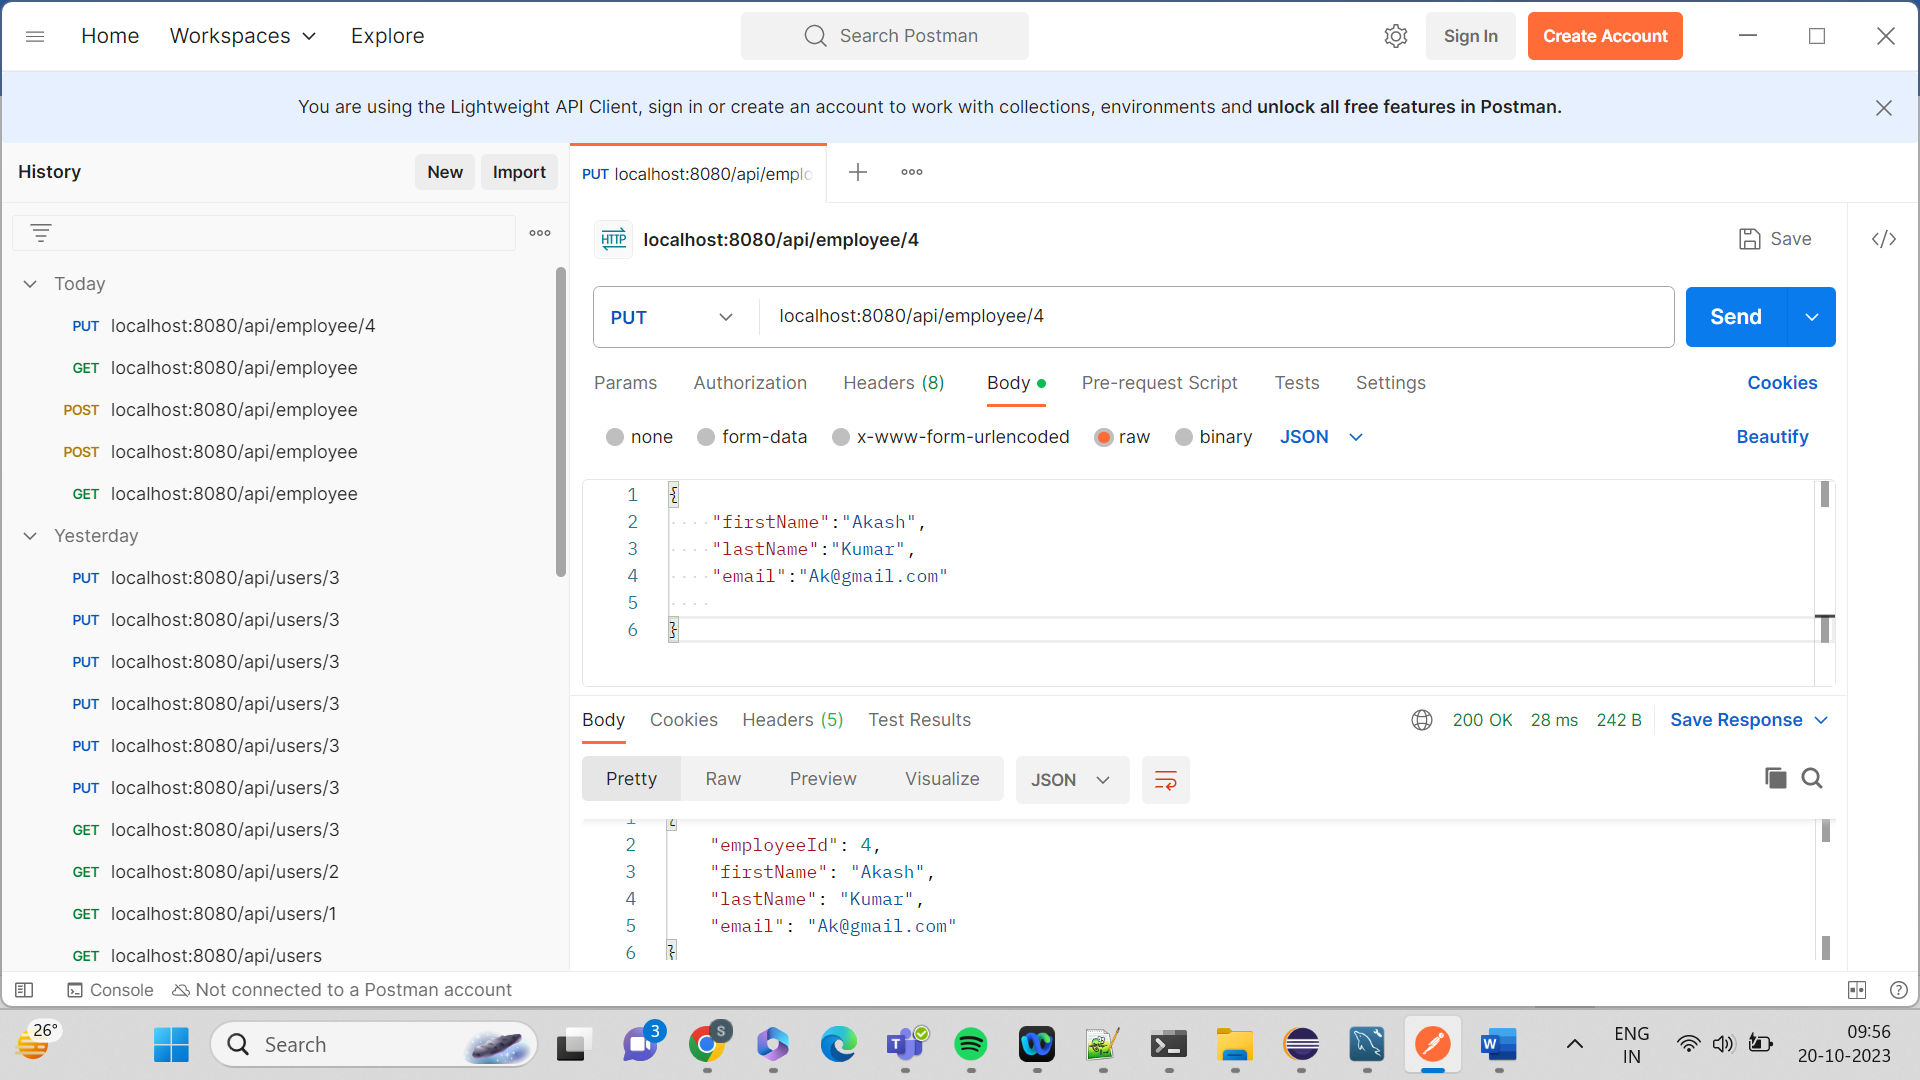 Home Workspaces Explore Search Postman Sign In Create Account
You are using the Lightweight API Client, sign in or create an account to work with collections, environments and unlock all free features in Postman.
History New Import
Today
PUT localhost:8080/api/employee/4
GET localhost:8080/api/employee
POST localhost:8080/api/employee
POST localhost:8080/api/employee
GET localhost:8080/api/employee
Yesterday
PUT localhost:8080/api/users/3
PUT localhost:8080/api/users/3
PUT localhost:8080/api/users/3
PUT localhost:8080/api/users/3
PUT localhost:8080/api/users/3
PUT localhost:8080/api/users/3
GET localhost:8080/api/users/3
GET localhost:8080/api/users/2
GET localhost:8080/api/users/1
GET localhost:8080/api/users
PUT localhost:8080/api/emplo
HTTP localhost:8080/api/employee/4 Save </>
PUT localhost:8080/api/employee/4 Send
Params Authorization Headers (8) Body Pre-request Script Tests Settings Cookies
none form-data x-www-form-urlencoded raw binary JSON Beautify
1 {
2 "firstName":"Akash",
3 "lastName":"Kumar",
4 "email":"Ak@gmail.com"
5
6 }
Body Cookies Headers (5) Test Results 200 OK 28 ms 242 B Save Response
Pretty Raw Preview Visualize JSON
1 {
2 "employeeId": 4,
3 "firstName": "Akash",
4 "lastName": "Kumar",
5 "email": "Ak@gmail.com"
6 }
Console Not connected to a Postman account
26° Search 3 S T W ENG 09:56
IN 20-10-2023